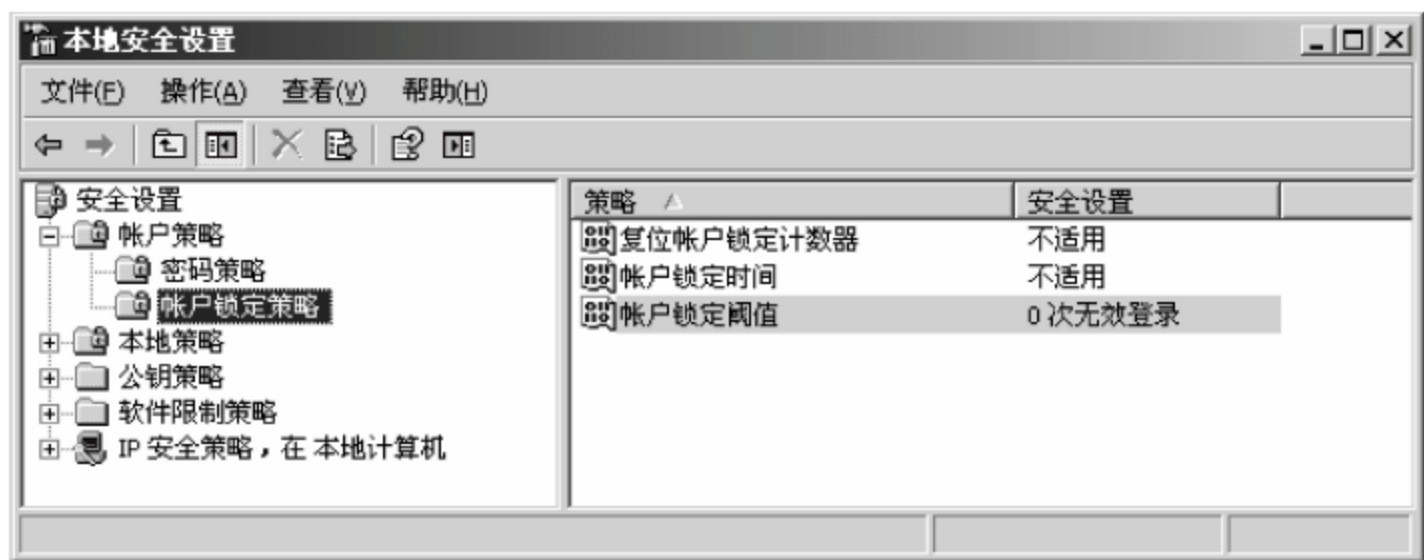 本地安全设置
文件(F) 操作(A) 查看(V) 帮助(H)
安全设置
帐户策略
密码策略
帐户锁定策略
本地策略
公钥策略
软件限制策略
IP 安全策略，在 本地计算机
策略 安全设置
复位帐户锁定计数器 不适用
帐户锁定时间 不适用
帐户锁定阈值 0 次无效登录